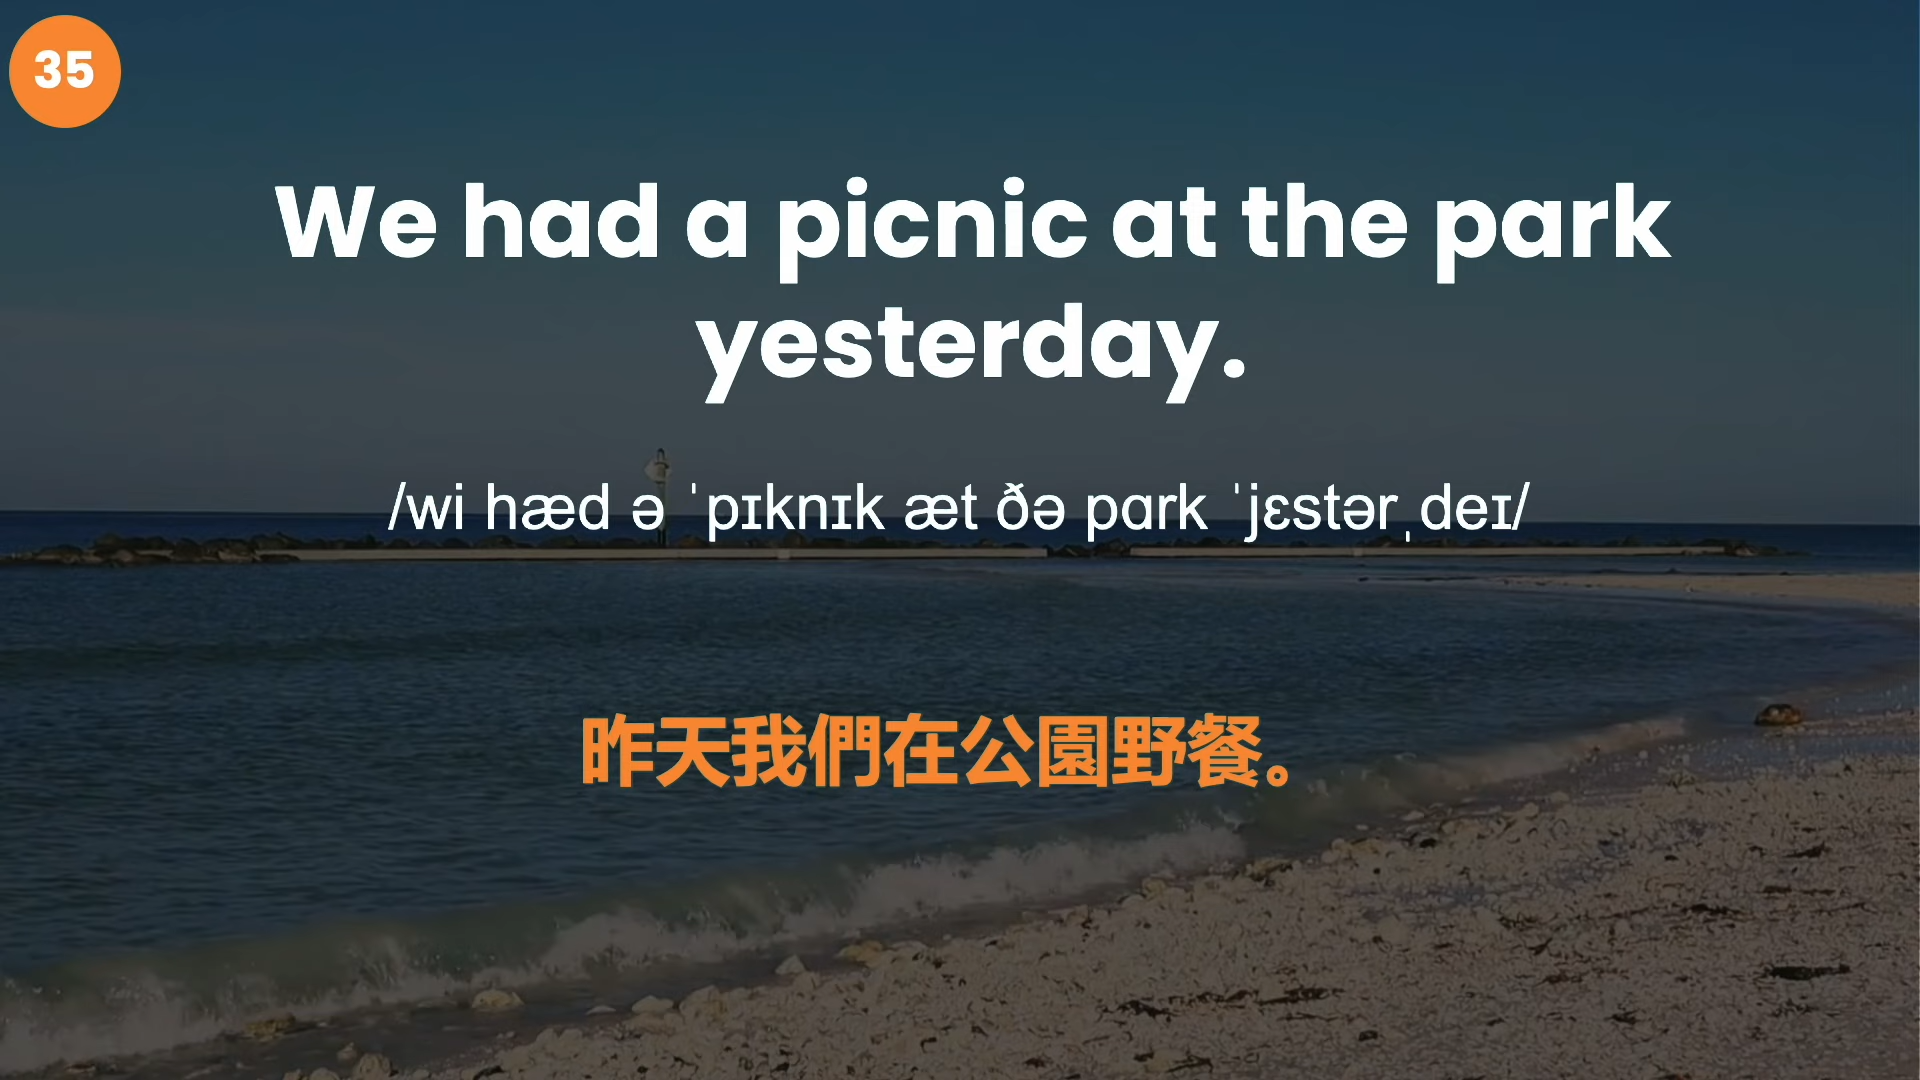 35
We had a picnic at the park
yesterday.
/wi hæd ə ˈpɪknɪk æt ðə pɑrk ˈjɛstərˌdeɪ/
昨天我們在公園野餐。